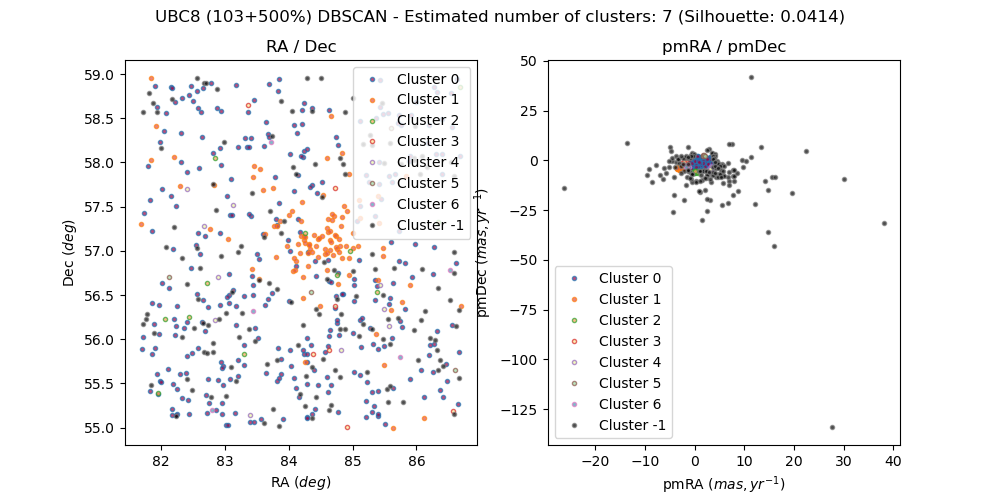 UBC8 (103+500%) DBSCAN - Estimated number of clusters: 7 (Silhouette: 0.0414)
RA / Dec
59.0
58.5
58.0
57.5
57.0
56.5
56.0
55.5
55.0
Dec (deg)
Cluster 0
Cluster 1
Cluster 2
Cluster 3
Cluster 4
Cluster 5
Cluster 6
Cluster -1
82
83
84
85
86
RA (deg)
pmRA / pmDec
50
25
0
−25
−50
−75
−100
−125
pmDec (mas, yr⁻¹)
Cluster 0
Cluster 1
Cluster 2
Cluster 3
Cluster 4
Cluster 5
Cluster 6
Cluster -1
−20
−10
0
10
20
30
40
pmRA (mas, yr⁻¹)